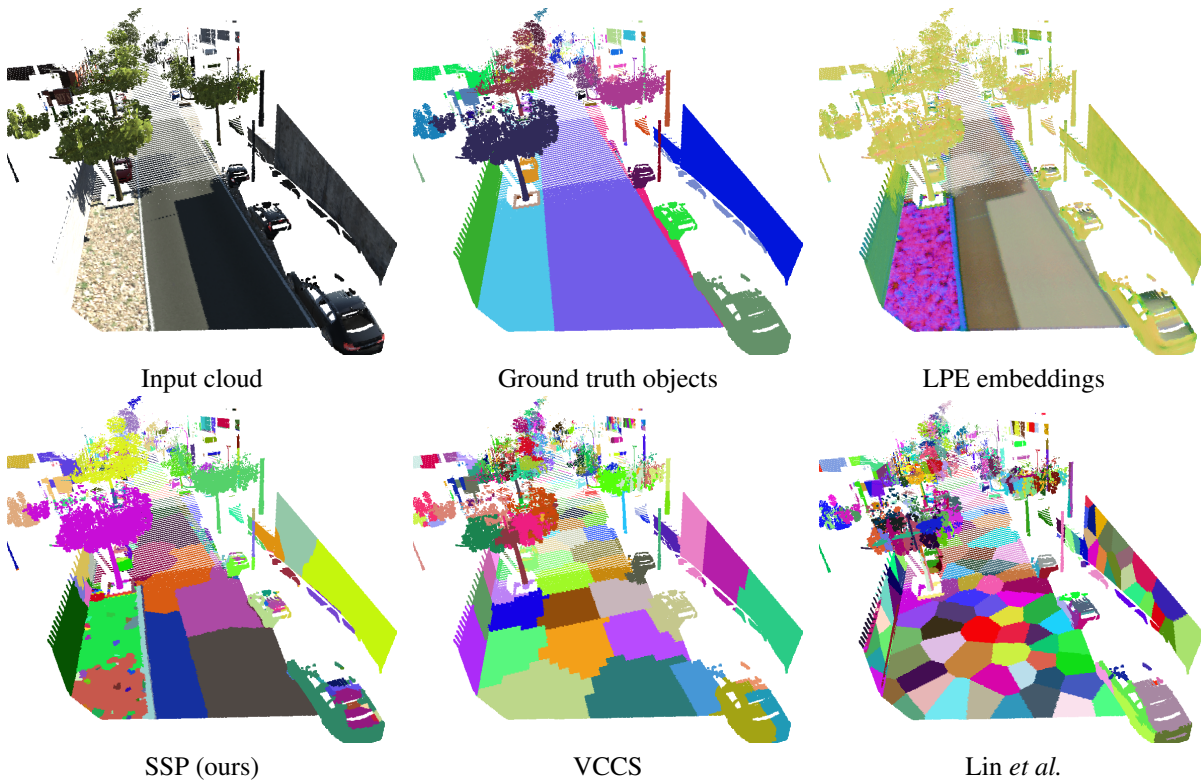 Input cloud
Ground truth objects
LPE embeddings
SSP (ours)
VCCS
Lin et al.